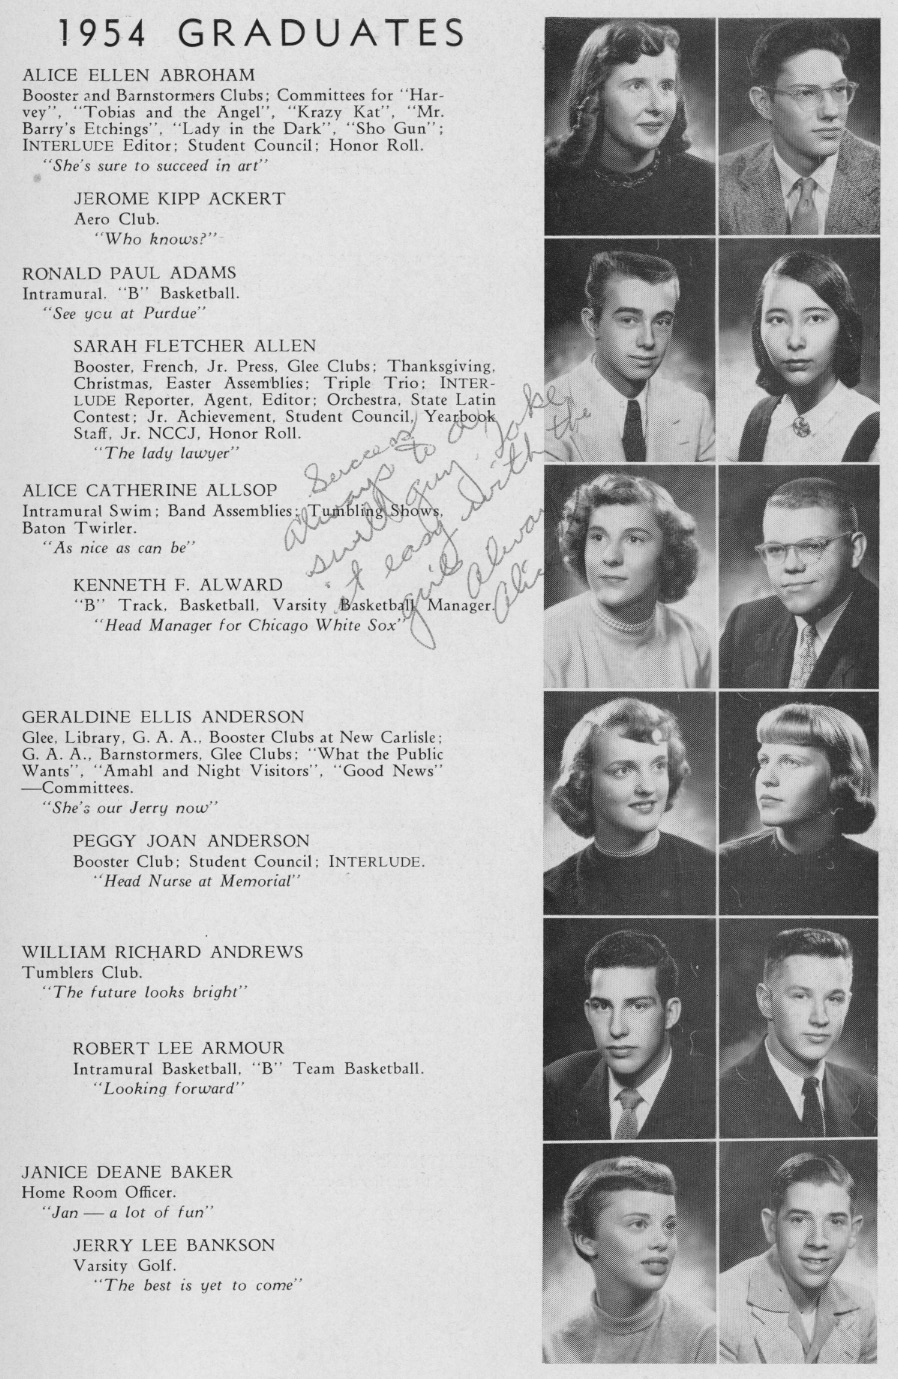 1954 GRADUATES
ALICE ELLEN ABROHAM
Booster and Barnstormers Clubs; Committees for "Har-
vey", "Tobias and the Angel", "Krazy Kat", "Mr.
Barry's Etchings", "Lady in the Dark", "Sho Gun";
INTERLUDE Editor; Student Council; Honor Roll.
"She's sure to succeed in art"
JEROME KIPP ACKERT
Aero Club.
"Who knows?"
RONALD PAUL ADAMS
Intramural. "B" Basketball.
"See you at Purdue"
SARAH FLETCHER ALLEN
Booster, French, Jr. Press, Glee Clubs; Thanksgiving,
Christmas, Easter Assemblies; Triple Trio; INTER-
LUDE Reporter, Agent, Editor; Orchestra, State Latin
Contest; Jr. Achievement, Student Council, Yearbook
Staff, Jr. NCCJ, Honor Roll.
"The lady lawyer"
ALICE CATHERINE ALLSOP
Intramural Swim; Band Assemblies; Tumbling Shows,
Baton Twirler.
"As nice as can be"
KENNETH F. ALWARD
"B" Track, Basketball, Varsity Basketball Manager.
"Head Manager for Chicago White Sox"
Success
always to a
swell guy. Take
it easy with the
girls
Always
Alice
GERALDINE ELLIS ANDERSON
Glee, Library, G. A. A., Booster Clubs at New Carlisle;
G. A. A., Barnstormers, Glee Clubs; "What the Public
Wants", "Amahl and Night Visitors", "Good News"
—Committees.
"She's our Jerry now"
PEGGY JOAN ANDERSON
Booster Club; Student Council; INTERLUDE.
"Head Nurse at Memorial"
WILLIAM RICHARD ANDREWS
Tumblers Club.
"The future looks bright"
ROBERT LEE ARMOUR
Intramural Basketball, "B" Team Basketball.
"Looking forward"
JANICE DEANE BAKER
Home Room Officer.
"Jan — a lot of fun"
JERRY LEE BANKSON
Varsity Golf.
"The best is yet to come"